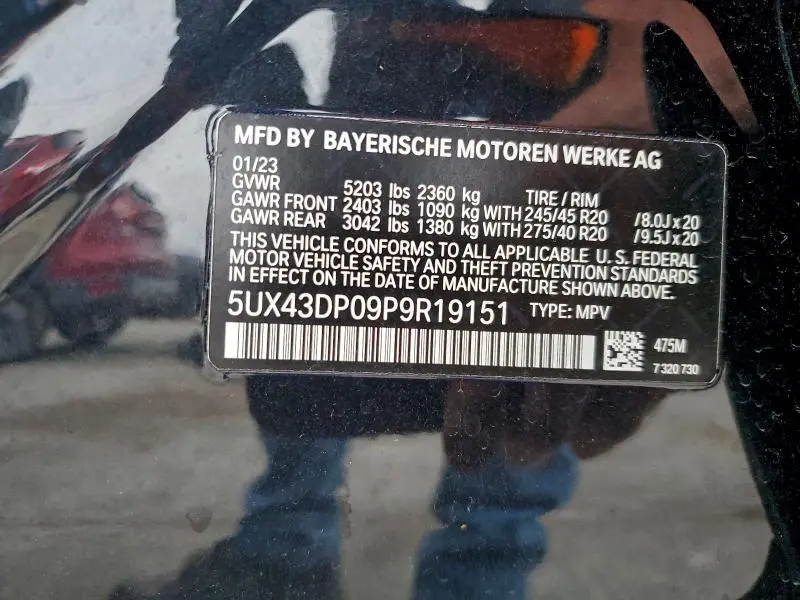 MFD BY BAYERISCHE MOTOREN WERKE AG
01/23
GVWR 5203 lbs 2360 kg TIRE / RIM
GAWR FRONT 2403 lbs 1090 kg WITH 245/45 R20 /8.0J x 20
GAWR REAR 3042 lbs 1380 kg WITH 275/40 R20 /9.5J x 20
THIS VEHICLE CONFORMS TO ALL APPLICABLE U. S. FEDERAL
MOTOR VEHICLE SAFETY AND THEFT PREVENTION STANDARDS
IN EFFECT ON THE DATE OF MANUFACTURE SHOWN ABOVE
5UX43DP09P9R19151 TYPE: MPV
475M
7 320 730